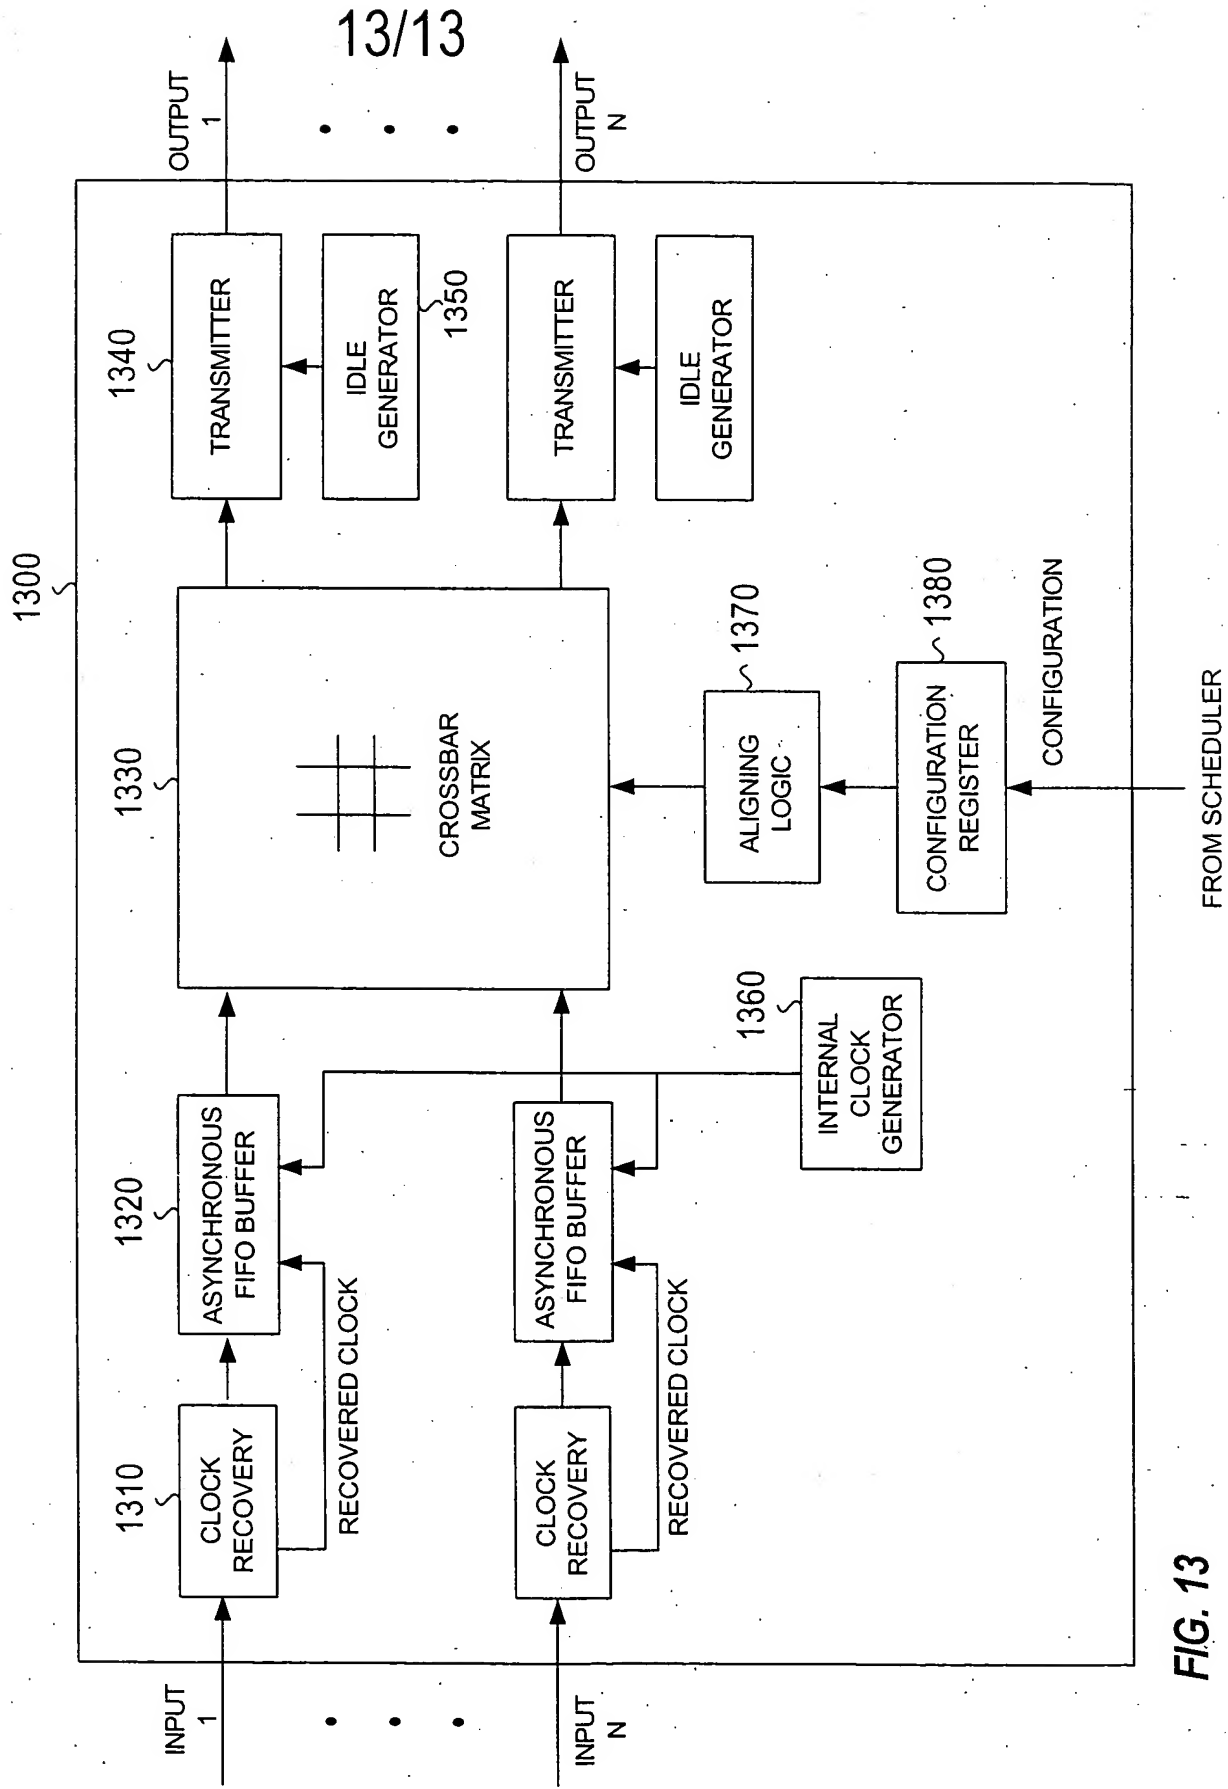 13/13
1300
INPUT
1
1310
CLOCK
RECOVERY
RECOVERED CLOCK
1320
ASYNCHRONOUS
FIFO BUFFER
1330
CROSSBAR
MATRIX
1340
TRANSMITTER
IDLE
GENERATOR
1350
OUTPUT
1
INPUT
N
CLOCK
RECOVERY
RECOVERED CLOCK
ASYNCHRONOUS
FIFO BUFFER
TRANSMITTER
IDLE
GENERATOR
OUTPUT
N
1360
INTERNAL
CLOCK
GENERATOR
1370
ALIGNING
LOGIC
1380
CONFIGURATION
REGISTER
CONFIGURATION
FROM SCHEDULER
FIG. 13